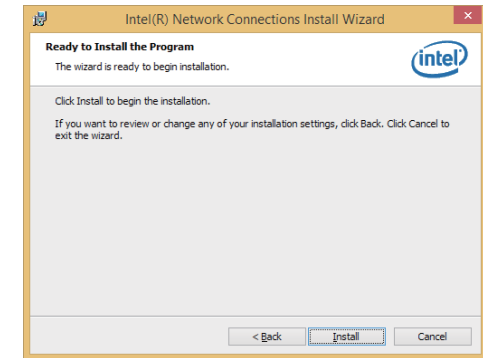 Intel(R) Network Connections Install Wizard
Ready to Install the Program
The wizard is ready to begin installation.
intel
Click Install to begin the installation.
If you want to review or change any of your installation settings, click Back. Click Cancel to
exit the wizard.
< Back
Install
Cancel